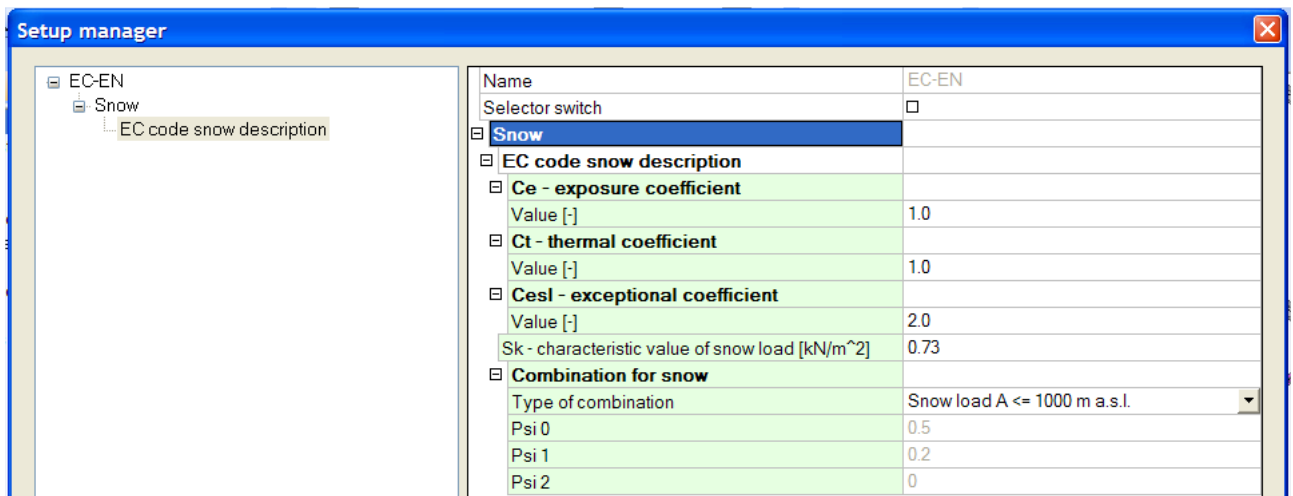 Setup manager
EC-EN
Snow
EC code snow description
Name EC-EN
Selector switch
Snow
EC code snow description
Ce - exposure coefficient
Value [-] 1.0
Ct - thermal coefficient
Value [-] 1.0
Cesl - exceptional coefficient
Value [-] 2.0
Sk - characteristic value of snow load [kN/m^2] 0.73
Combination for snow
Type of combination Snow load A <= 1000 m a.s.l.
Psi 0 0.5
Psi 1 0.2
Psi 2 0